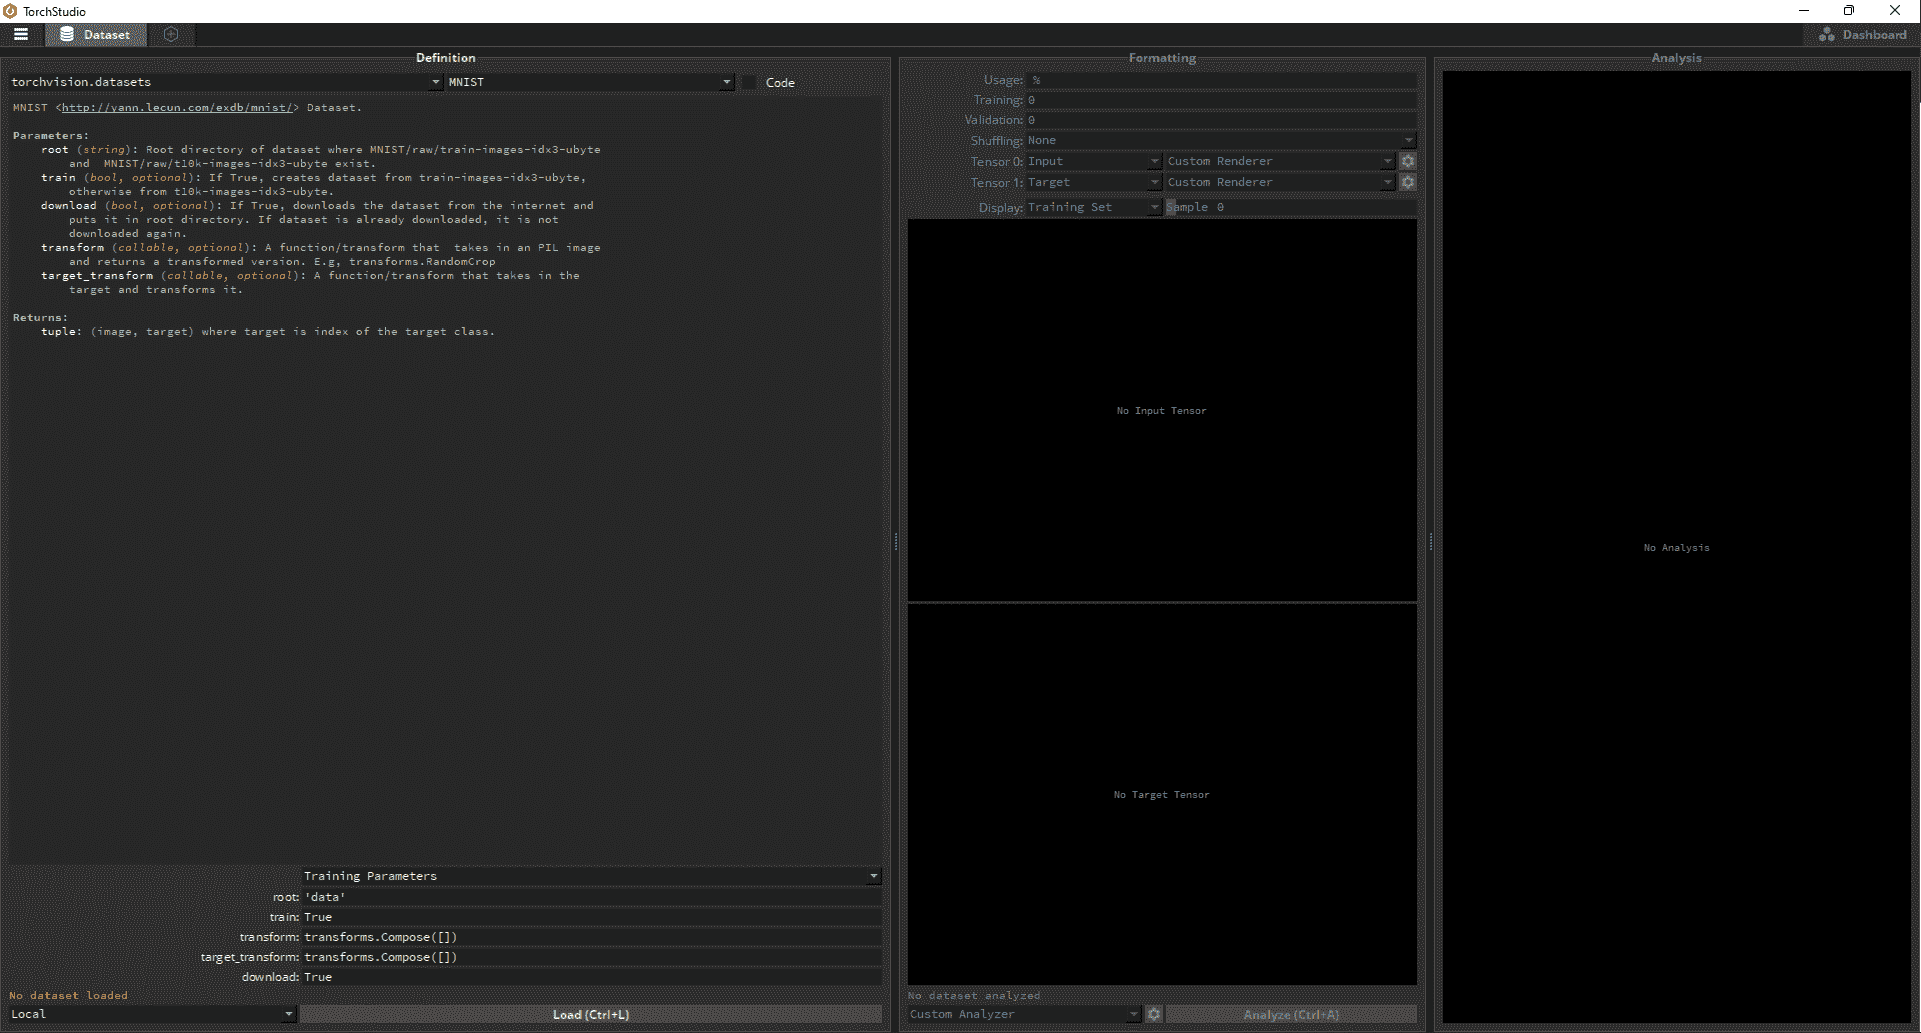 TorchStudio
Dataset
Dashboard
Definition
torchvision.datasets
MNIST
Code
MNIST <http://yann.lecun.com/exdb/mnist/> Dataset.
Parameters:
root (string): Root directory of dataset where MNIST/raw/train-images-idx3-ubyte
and  MNIST/raw/t10k-images-idx3-ubyte exist.
train (bool, optional): If True, creates dataset from train-images-idx3-ubyte,
otherwise from t10k-images-idx3-ubyte.
download (bool, optional): If True, downloads the dataset from the internet and
puts it in root directory. If dataset is already downloaded, it is not
downloaded again.
transform (callable, optional): A function/transform that  takes in an PIL image
and returns a transformed version. E.g, transforms.RandomCrop
target_transform (callable, optional): A function/transform that takes in the
target and transforms it.
Returns:
tuple: (image, target) where target is index of the target class.
Training Parameters
root: 'data'
train: True
transform: transforms.Compose([])
target_transform: transforms.Compose([])
download: True
No dataset loaded
Local
Load (Ctrl+L)
Formatting
Usage: %
Training: 0
Validation: 0
Shuffling: None
Tensor 0: Input Custom Renderer
Tensor 1: Target Custom Renderer
Display: Training Set Sample 0
No Input Tensor
No Target Tensor
No dataset analyzed
Custom Analyzer
Analyze (Ctrl+A)
Analysis
No Analysis